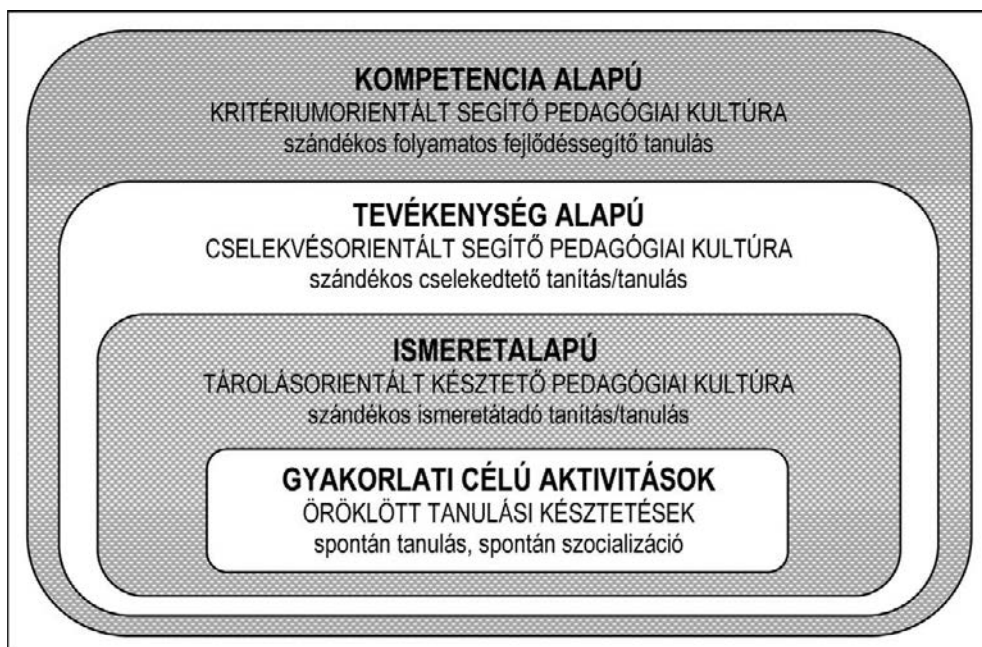 KOMPETENCIA ALAPÚ
KRITÉRIUMORIENTÁLT SEGÍTŐ PEDAGÓGIAI KULTÚRA
szándékos folyamatos fejlődéssegítő tanulás
TEVÉKENYSÉG ALAPÚ
CSELEKVÉSORIENTÁLT SEGÍTŐ PEDAGÓGIAI KULTÚRA
szándékos cselekedtető tanítás/tanulás
ISMERETALAPÚ
TÁROLÁSORIENTÁLT KÉSZTETŐ PEDAGÓGIAI KULTÚRA
szándékos ismeretátadó tanítás/tanulás
GYAKORLATI CÉLÚ AKTIVITÁSOK
ÖRÖKLÖTT TANULÁSI KÉSZTETÉSEK
spontán tanulás, spontán szocializáció